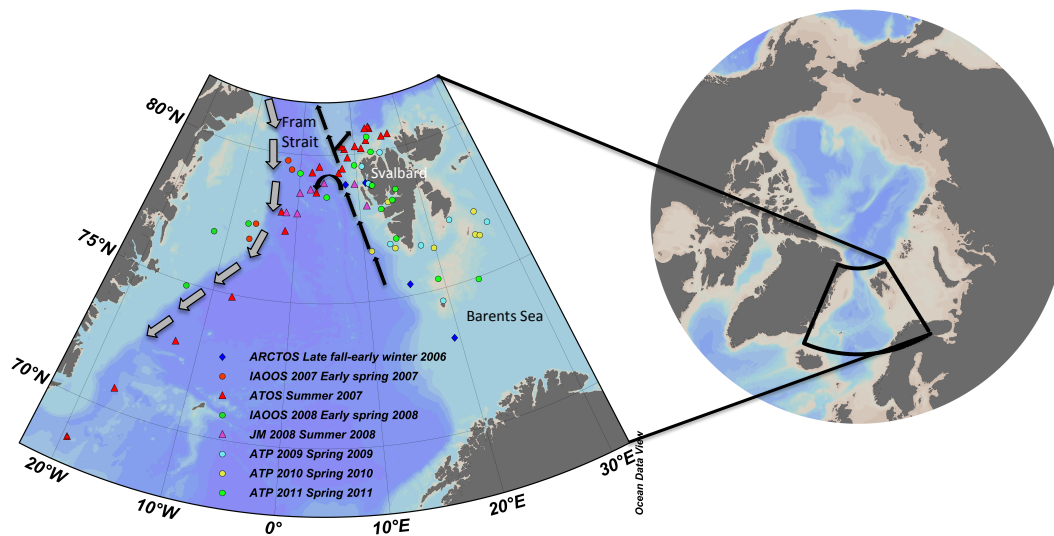 80°N
Fram
Strait
Svalbard
75°N
Barents Sea
70°N
ARCTOS Late fall-early winter 2006
IAOOS 2007 Early spring 2007
ATOS Summer 2007
IAOOS 2008 Early spring 2008
JM 2008 Summer 2008
ATP 2009 Spring 2009
ATP 2010 Spring 2010
ATP 2011 Spring 2011
20°W
10°W
0°
10°E
20°E
30°E
Ocean Data View